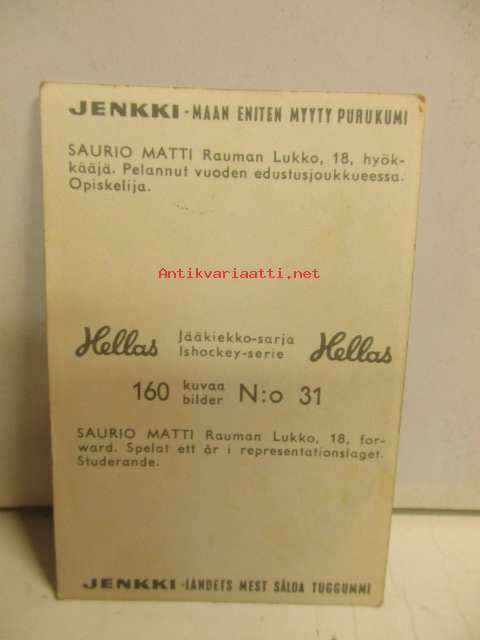 JENKKI - MAAN ENITEN MYYTY PURUKUMI
SAURIO MATTI Rauman Lukko, 18, hyök-
kääjä. Pelannut vuoden edustusjoukkueessa.
Opiskelija.
Antikvariaatti.net
Hellas Jääkiekko-sarja Hellas
Ishockey-serie
160 kuvaa N:o 31
bilder
SAURIO MATTI Rauman Lukko, 18, for-
ward. Spelat ett år i representationslaget.
Studerande.
JENKKI - LANDETS MEST SÅLDA TUGGUMMI